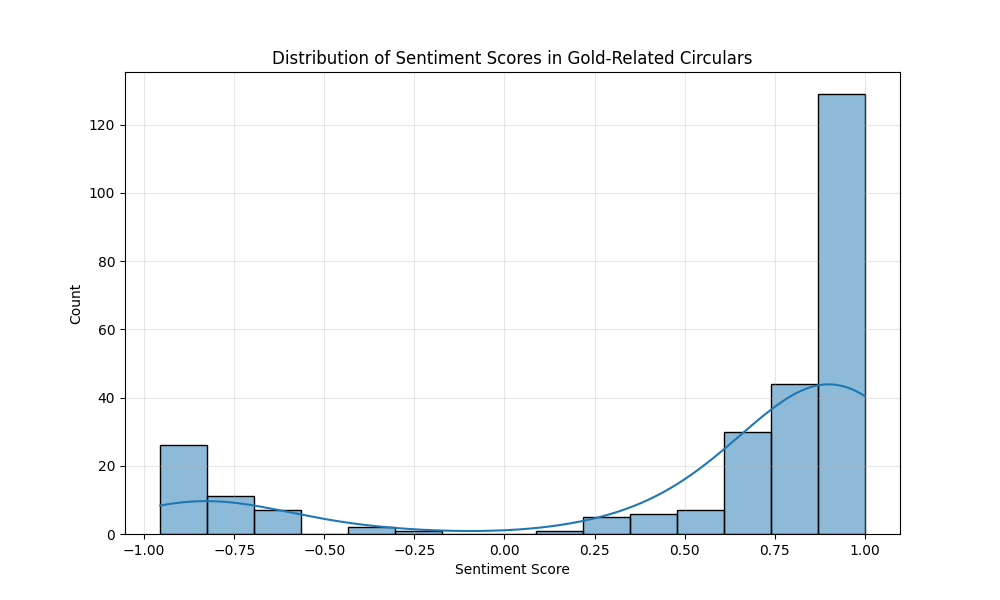 Distribution of Sentiment Scores in Gold-Related Circulars
Count
120
100
80
60
40
20
0
−1.00 −0.75 −0.50 −0.25 0.00 0.25 0.50 0.75 1.00
Sentiment Score